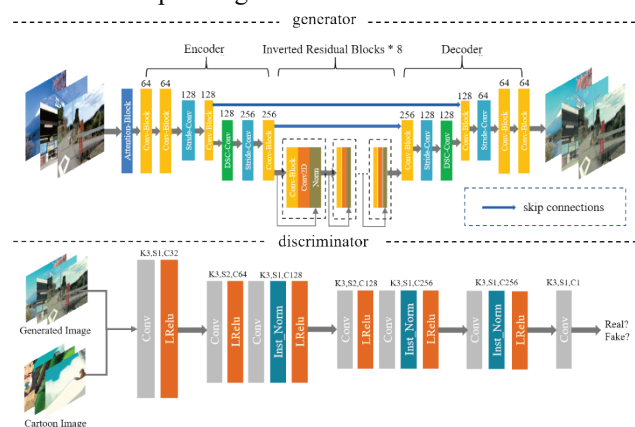 generator
Encoder
Inverted Residual Blocks * 8
Decoder
64
64
128
128
128
256
256
256
128
128
128
64
64
64
Attention-Block
Conv-Block
Conv-Block
Stride-Conv
Conv-Block
DSC-Conv
Stride-Conv
Conv-Block
Conv-Block
Conv2D
Norm
Conv-Block
Stride-Conv
DSC-Conv
Conv-Block
Stride-Conv
Conv-Block
Conv-Block
skip connections
discriminator
K3,S1,C32
K3,S2,C64
K3,S1,C128
K3,S2,C128
K3,S1,C256
K3,S1,C256
K3,S1,C1
Conv
LRelu
Conv
LRelu
Conv
Inst_Norm
LRelu
Conv
LRelu
Conv
Inst_Norm
LRelu
Conv
Inst_Norm
LRelu
Conv
Generated Image
Real?
Fake?
Cartoon Image